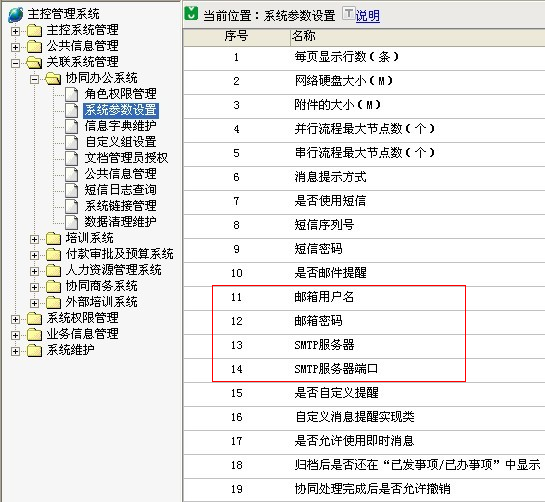 主控管理系统
主控系统管理
公共信息管理
关联系统管理
协同办公系统
角色权限管理
系统参数设置
信息字典维护
自定义组设置
文档管理员授权
公共信息管理
短信日志查询
系统链接管理
数据清理维护
培训系统
付款审批及预算系统
人力资源管理系统
协同商务系统
外部培训系统
系统权限管理
业务信息管理
系统维护
当前位置：系统参数设置 T说明
序号 名称
1 每页显示行数(条)
2 网络硬盘大小(M)
3 附件的大小(M)
4 并行流程最大节点数(个)
5 串行流程最大节点数(个)
6 消息提示方式
7 是否使用短信
8 短信序列号
9 短信密码
10 是否邮件提醒
11 邮箱用户名
12 邮箱密码
13 SMTP服务器
14 SMTP服务器端口
15 是否自定义提醒
16 自定义消息提醒实现类
17 是否允许使用即时消息
18 归档后是否还在“已发事项/已办事项”中显示
19 协同处理完成后是否允许撤销